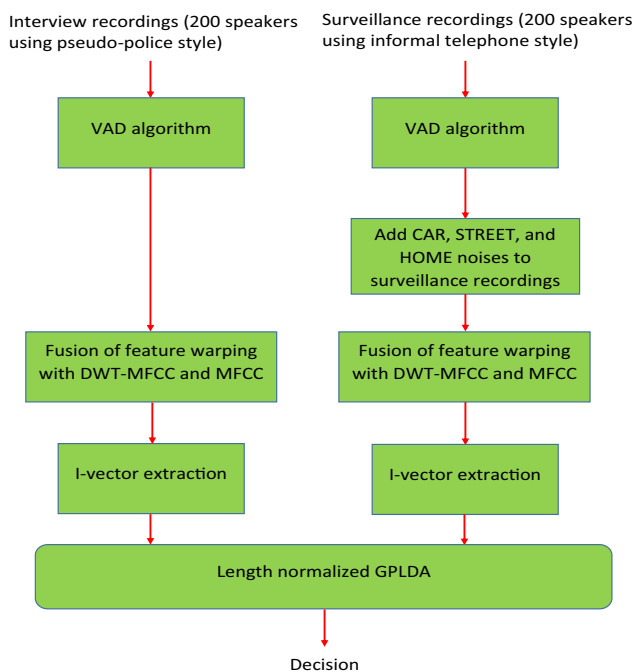 Interview recordings (200 speakers
using pseudo-police style)
Surveillance recordings (200 speakers
using informal telephone style)
VAD algorithm
VAD algorithm
Add CAR, STREET, and
HOME noises to
surveillance recordings
Fusion of feature warping
with DWT-MFCC and MFCC
Fusion of feature warping
with DWT-MFCC and MFCC
I-vector extraction
I-vector extraction
Length normalized GPLDA
Decision